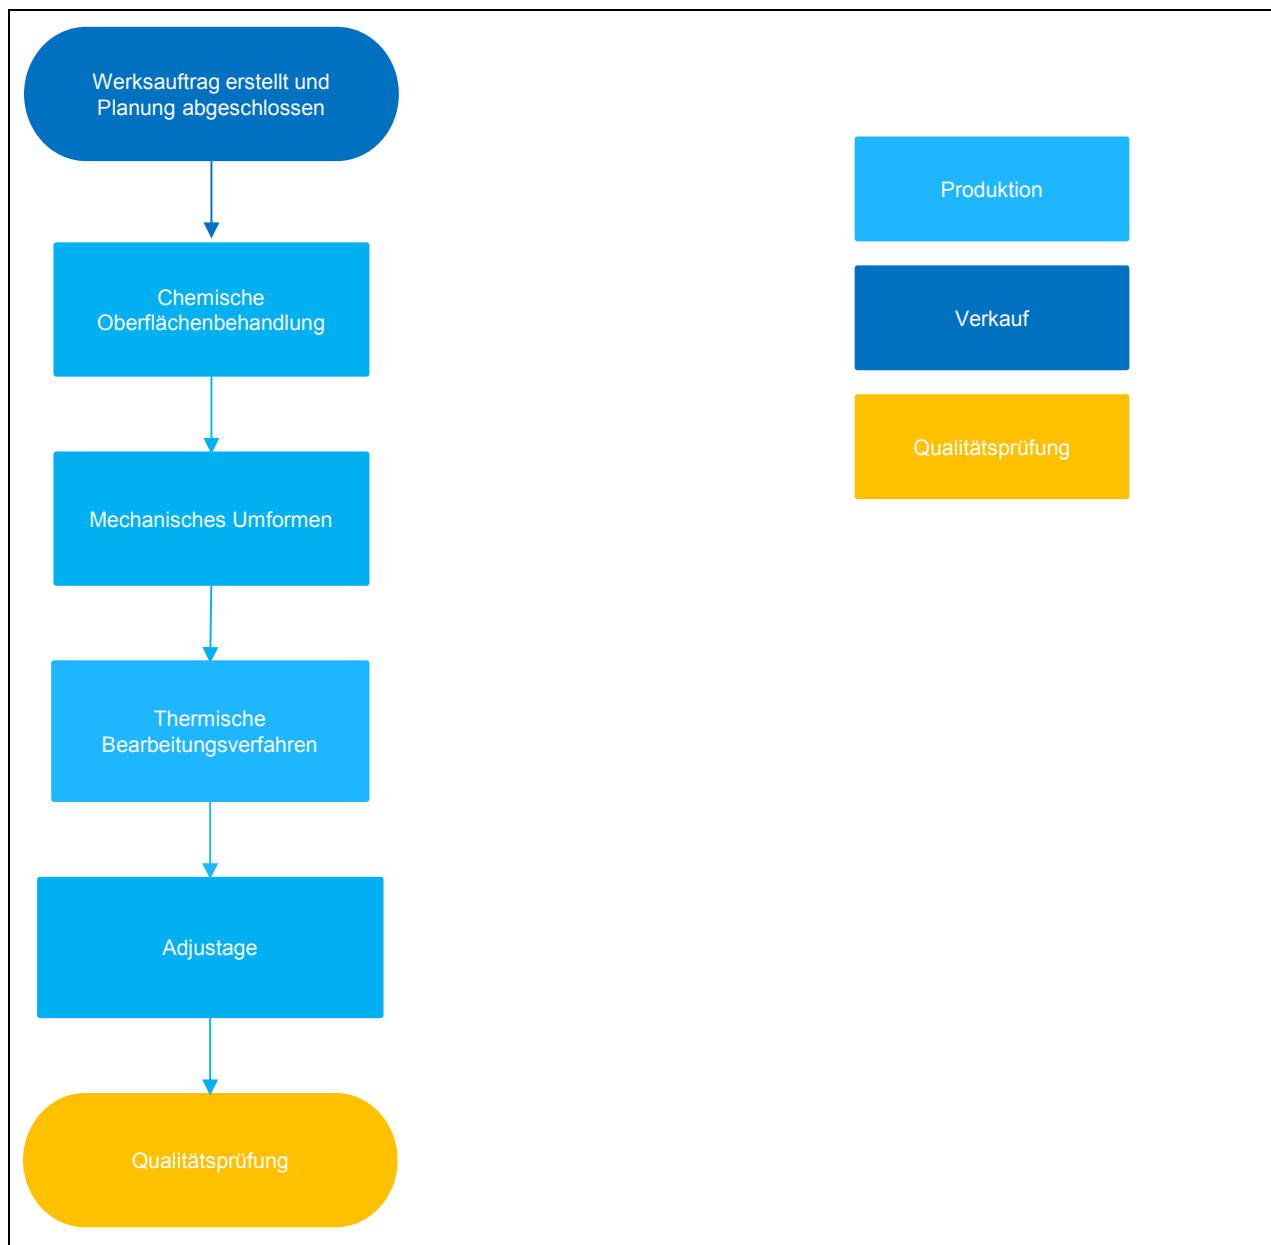 Werksauftrag erstellt und
Planung abgeschlossen
Chemische
Oberflächenbehandlung
Mechanisches Umformen
Thermische
Bearbeitungsverfahren
Adjustage
Qualitätsprüfung
Produktion
Verkauf
Qualitätsprüfung